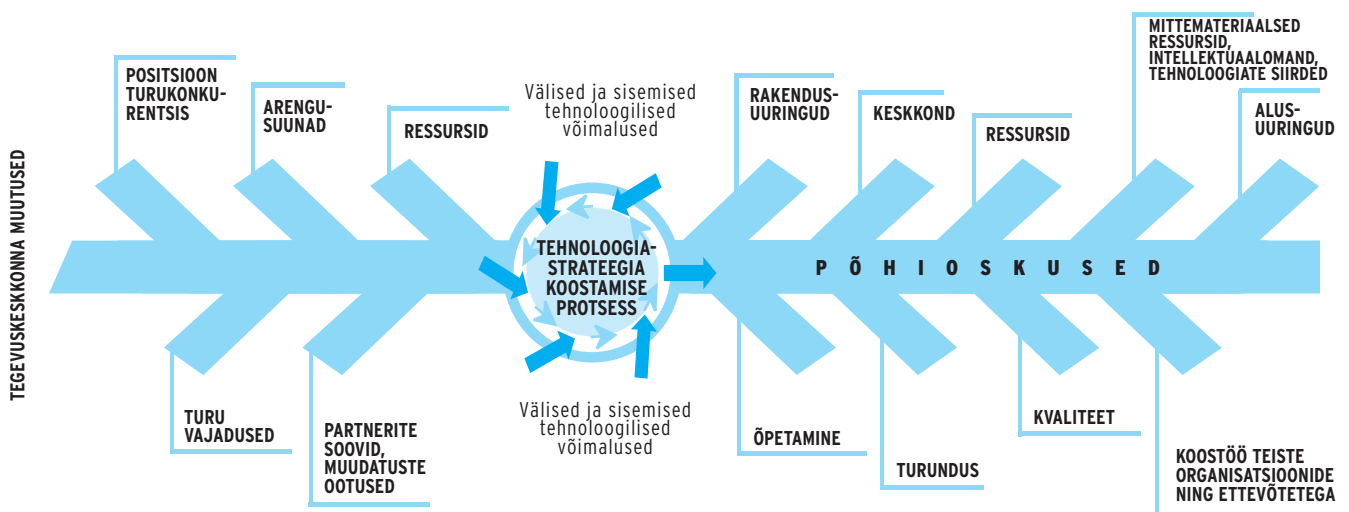 TEGEVUSKESKKONNA MUUTUSED
POSITSIOON
TURUKONKU-
RENTSIS
ARENGU-
SUUNAD
RESSURSID
Välised ja sisemised
tehnoloogilised
võimalused
RAKENDUS-
UURINGUD
KESKKOND
RESSURSID
MITTEMATERIAALSED
RESSURSID,
INTELLEKTUAALOMAND,
TEHNOLOOGIATE SIIRDED
ALUS-
UURINGUD
TEHNOLOOGIA-
STRATEEGIA
KOOSTAMISE
PROTSESS
PÕHIOSKUSED
TURU
VAJADUSED
PARTNERITE
SOOVID,
MUUDATUSTE
OOTUSED
Välised ja sisemised
tehnoloogilised
võimalused
ÕPETAMINE
TURUNDUS
KVALITEET
KOOSTÖÖ TEISTE
ORGANISATSIOONIDE
NING ETTEVÕTETEGA